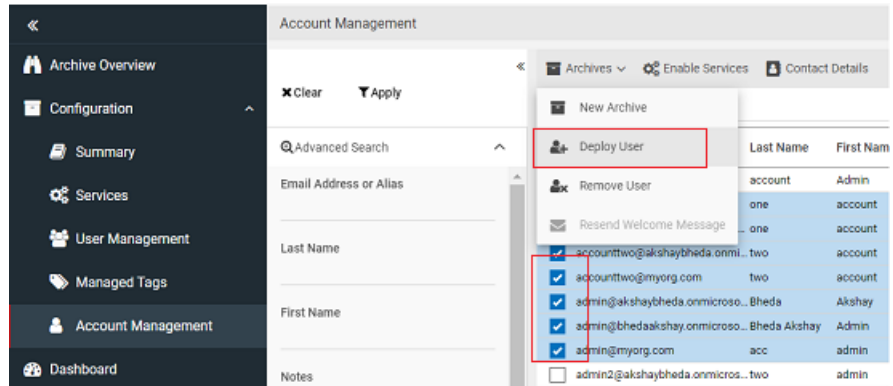 «
Archive Overview
Configuration
Summary
Services
User Management
Managed Tags
Account Management
Dashboard
Account Management
«
Clear Apply
Advanced Search
Email Address or Alias
Last Name
First Name
Notes
Archives Enable Services Contact Details
New Archive
Deploy User
Remove User
Resend Welcome Message
Last Name First Nam
account Admin
one account
one account
accounttwo@akshaybheda.onmi... two account
accounttwo@myorg.com two account
admin@akshaybheda.onmicroso... Bheda Akshay
admin@bhedaakshay.onmicroso... Bheda Akshay Admin
admin@myorg.com acc admin
admin2@akshaybheda.onmicros... two admin